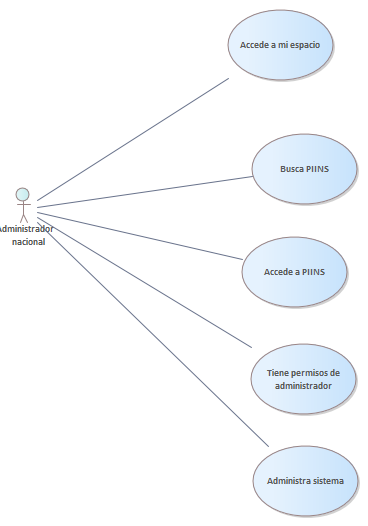 Accede a mi espacio
Busca PIINS
Administrador
nacional
Accede a PIINS
Tiene permisos de
administrador
Administra sistema